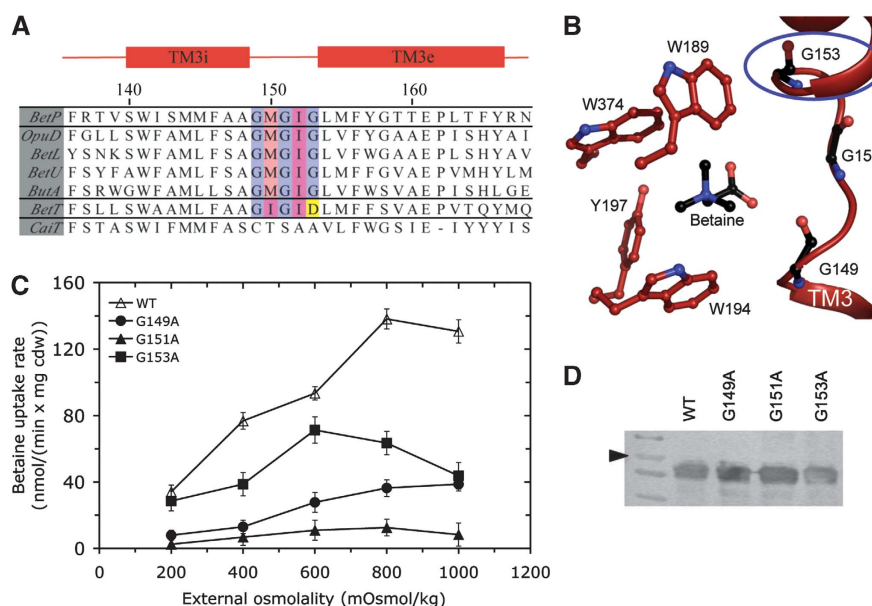 A
TM3i TM3e
140 150 160
BetP F R T V S W I S M M F A A G M G I G L M F Y G T T E P L T F Y R N
OpuD F G L L S W F A M L F S A G M G I G L V F Y G A A E P I S H Y A I
BetL Y S N K S W F A M L F S A G M G I G L V F W G A A E P L S H Y A V
BetU F S Y F A W F A M L F A A G M G I G L M F F G V A E P V M H Y L M
ButA F S R W G W F A M L F S A G M G I G L V F W S V A E P I S H L G E
BetT F S L L S W A A M L F A A G I G I D L M F F S V A E P V T Q Y M Q
CaiT F S T A S W I F M M F A S C T S A A V L F W G S I E - I Y Y Y I S
B
W189
G153
W374
G15
Y197
Betaine
G149
TM3
W194
C
Betaine uptake rate
(nmol/(min x mg cdw))
160
120
80
40
0
WT
G149A
G151A
G153A
0 200 400 600 800 1000 1200
External osmolality (mOsmol/kg)
D
WT
G149A
G151A
G153A